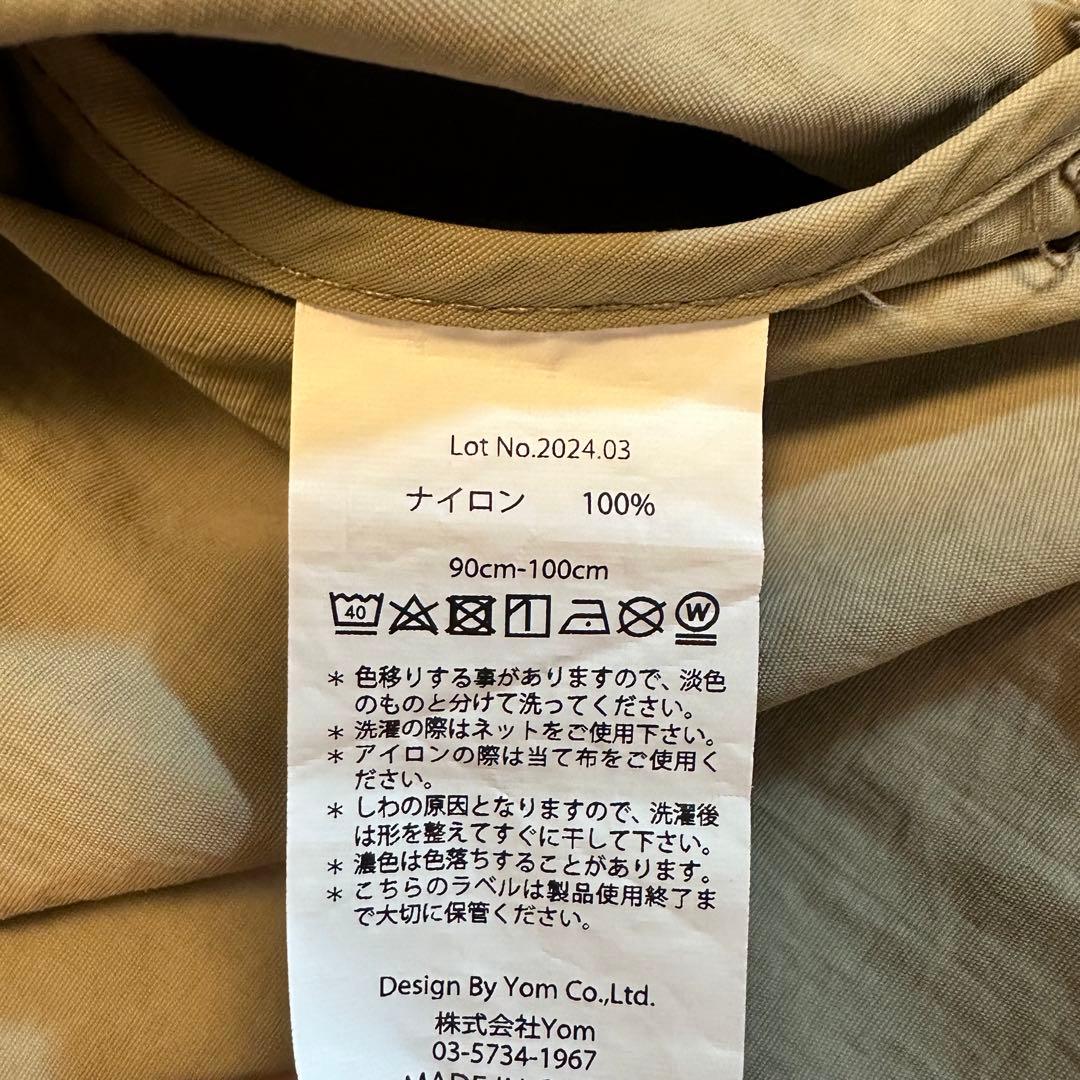 Lot No.2024.03
ナイロン 100%
90cm-100cm
40
W
* 色移りする事がありますので、淡色
のものと分けて洗ってください。
* 洗濯の際はネットをご使用下さい。
* アイロンの際は当て布をご使用く
ださい。
* しわの原因となりますので、洗濯後
は形を整えてすぐに干して下さい。
* 濃色は色落ちすることがあります。
* こちらのラベルは製品使用終了ま
で大切に保管ください。
Design By Yom Co.,Ltd.
株式会社Yom
03-5734-1967
MADE IN